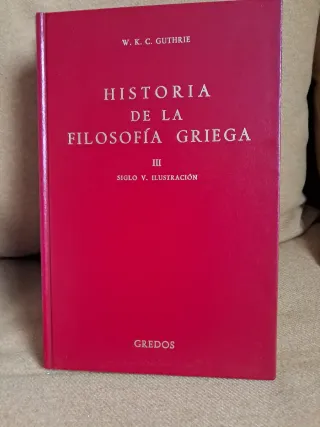 W. K. C. GUTHRIE
HISTORIA
DE LA
FILOSOFÍA GRIEGA
III
SIGLO V. ILUSTRACIÓN
GREDOS